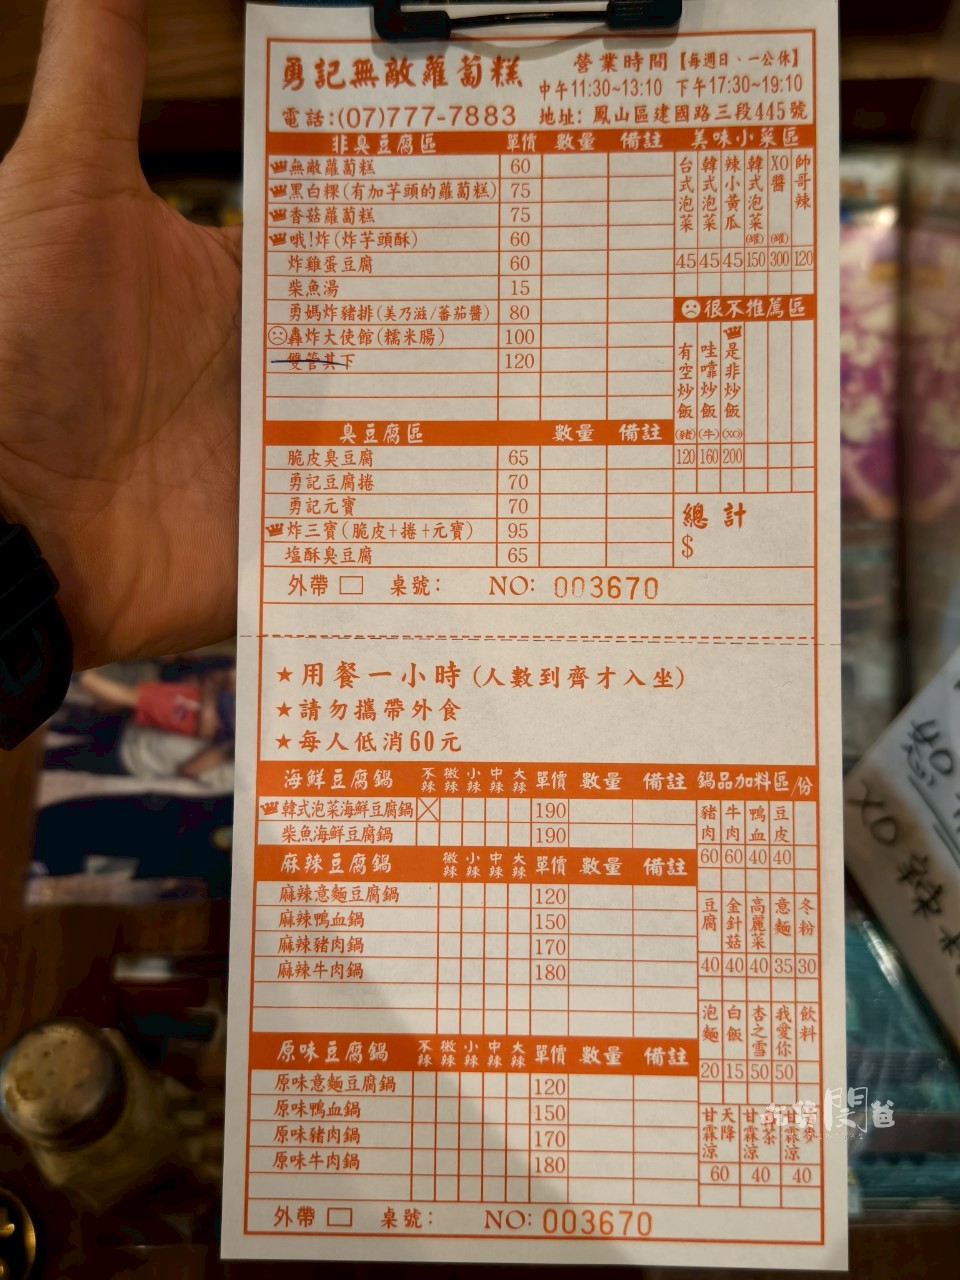 勇記無敵蘿蔔糕
營業時間【每週日、一公休】
中午11:30~13:10 下午17:30~19:10
電話:(07)777-7883
地址: 鳳山區建國路三段445號
非臭豆腐區 單價 數量 備註
無敵蘿蔔糕 60
黑白粿(有加芋頭的蘿蔔糕) 75
香菇蘿蔔糕 75
哦!炸(炸芋頭酥) 60
炸雞蛋豆腐 60
柴魚湯 15
勇媽炸豬排(美乃滋/蕃茄醬) 80
轟炸大使館(糯米腸) 100
雙管其下 120
美味小菜區
台式泡菜 45
韓式泡菜 45
辣小黃瓜 45
韓式泡菜(罐) 150
XO醬(罐) 300
帥哥辣 120
很不推薦區
有空炒飯(豬) 120
哇嚕炒飯(牛) 160
是非炒飯(XO) 200
臭豆腐區 數量 備註
脆皮臭豆腐 65
勇記豆腐捲 70
勇記元寶 70
炸三寶(脆皮+捲+元寶) 95
塩酥臭豆腐 65
總計
$
外帶 桌號: NO: 003670
★用餐一小時(人數到齊才入坐)
★請勿攜帶外食
★每人低消60元
海鮮豆腐鍋 不辣 微辣 小辣 中辣 大辣 單價 數量 備註
韓式泡菜海鮮豆腐鍋 190
柴魚海鮮豆腐鍋 190
麻辣豆腐鍋 微辣 小辣 中辣 大辣 單價 數量 備註
麻辣意麵豆腐鍋 120
麻辣鴨血鍋 150
麻辣豬肉鍋 170
麻辣牛肉鍋 180
原味豆腐鍋 不辣 微辣 小辣 中辣 大辣 單價 數量 備註
原味意麵豆腐鍋 120
原味鴨血鍋 150
原味豬肉鍋 170
原味牛肉鍋 180
鍋品加料區/份
豬肉 60
牛肉 60
鴨血 40
豆皮 40
豆腐 40
金針菇 40
高麗菜 40
意麵 35
冬粉 30
泡麵 20
白飯 15
杏之雪 50
我愛你 50
飲料
天降甘霖涼 60
甘霖涼 40
甘霖涼 40
外帶 桌號: NO: 003670
XO 辣
閔爸